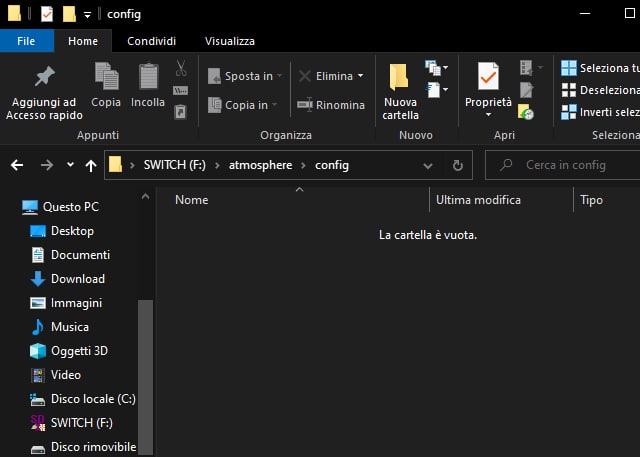 config
File Home Condividi Visualizza
Aggiungi ad Accesso rapido
Copia
Incolla
Sposta in
Copia in
Elimina
Rinomina
Nuova cartella
Proprietà
Seleziona tu
Deseleziona
Inverti selez
Appunti Organizza Nuovo Apri Seleziona
SWITCH (F:) atmosphere config Cerca in config
Nome Ultima modifica Tipo
La cartella è vuota.
Questo PC
Desktop
Documenti
Download
Immagini
Musica
Oggetti 3D
Video
Disco locale (C:)
SWITCH (F:)
Disco rimovibile